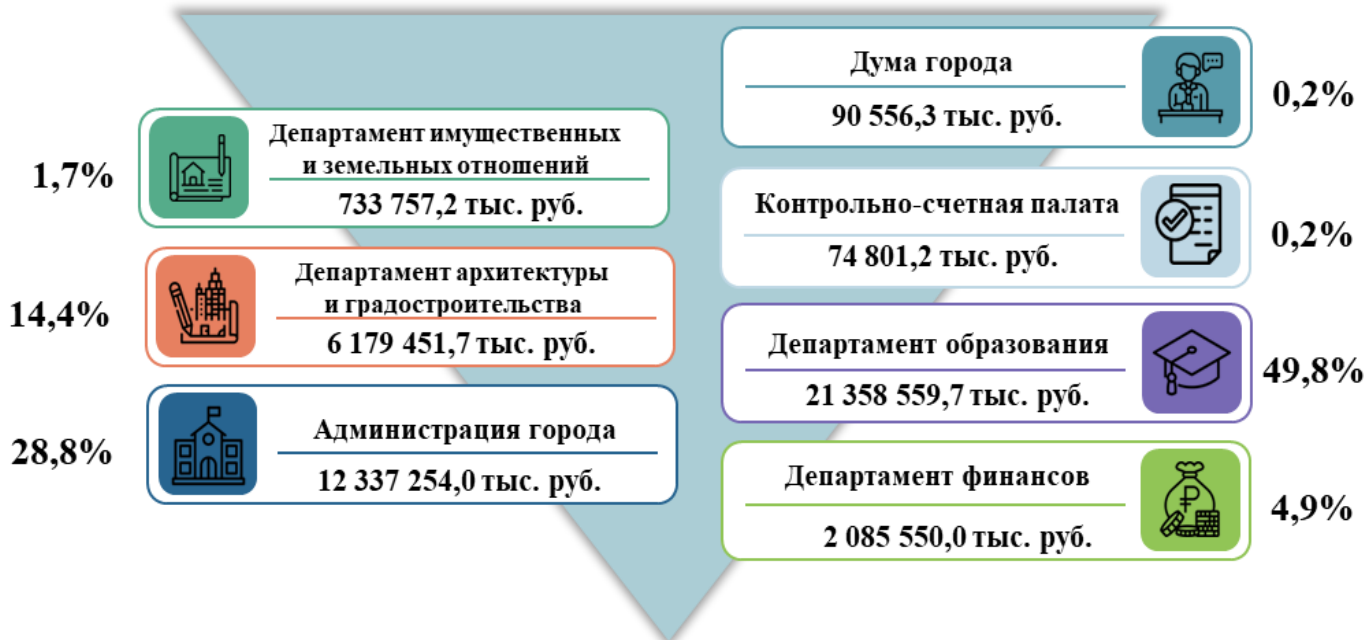 1,7%
Департамент имущественных
и земельных отношений
733 757,2 тыс. руб.
14,4%
Департамент архитектуры
и градостроительства
6 179 451,7 тыс. руб.
28,8%
Администрация города
12 337 254,0 тыс. руб.
Дума города
90 556,3 тыс. руб.
0,2%
Контрольно-счетная палата
74 801,2 тыс. руб.
0,2%
Департамент образования
21 358 559,7 тыс. руб.
49,8%
Департамент финансов
2 085 550,0 тыс. руб.
4,9%